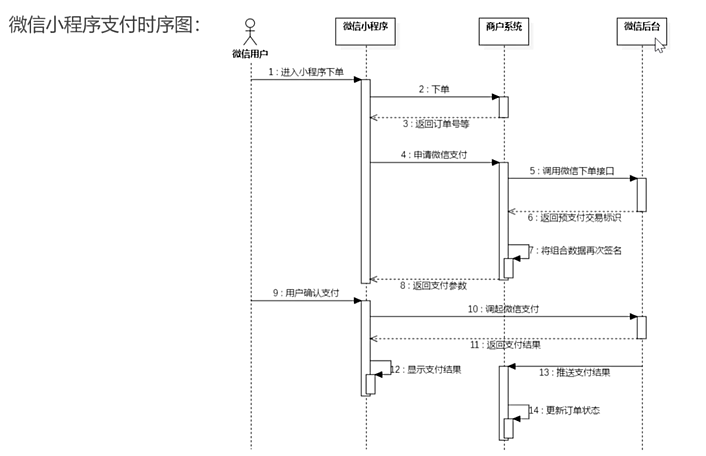 微信小程序支付时序图：
微信用户
微信小程序
商户系统
微信后台
1 : 进入小程序下单
2 : 下单
3 : 返回订单号等
4 : 申请微信支付
5 : 调用微信下单接口
6 : 返回预支付交易标识
7 : 将组合数据再次签名
8 : 返回支付参数
9 : 用户确认支付
10 : 调起微信支付
11 : 返回支付结果
12 : 显示支付结果
13 : 推送支付结果
14 : 更新订单状态